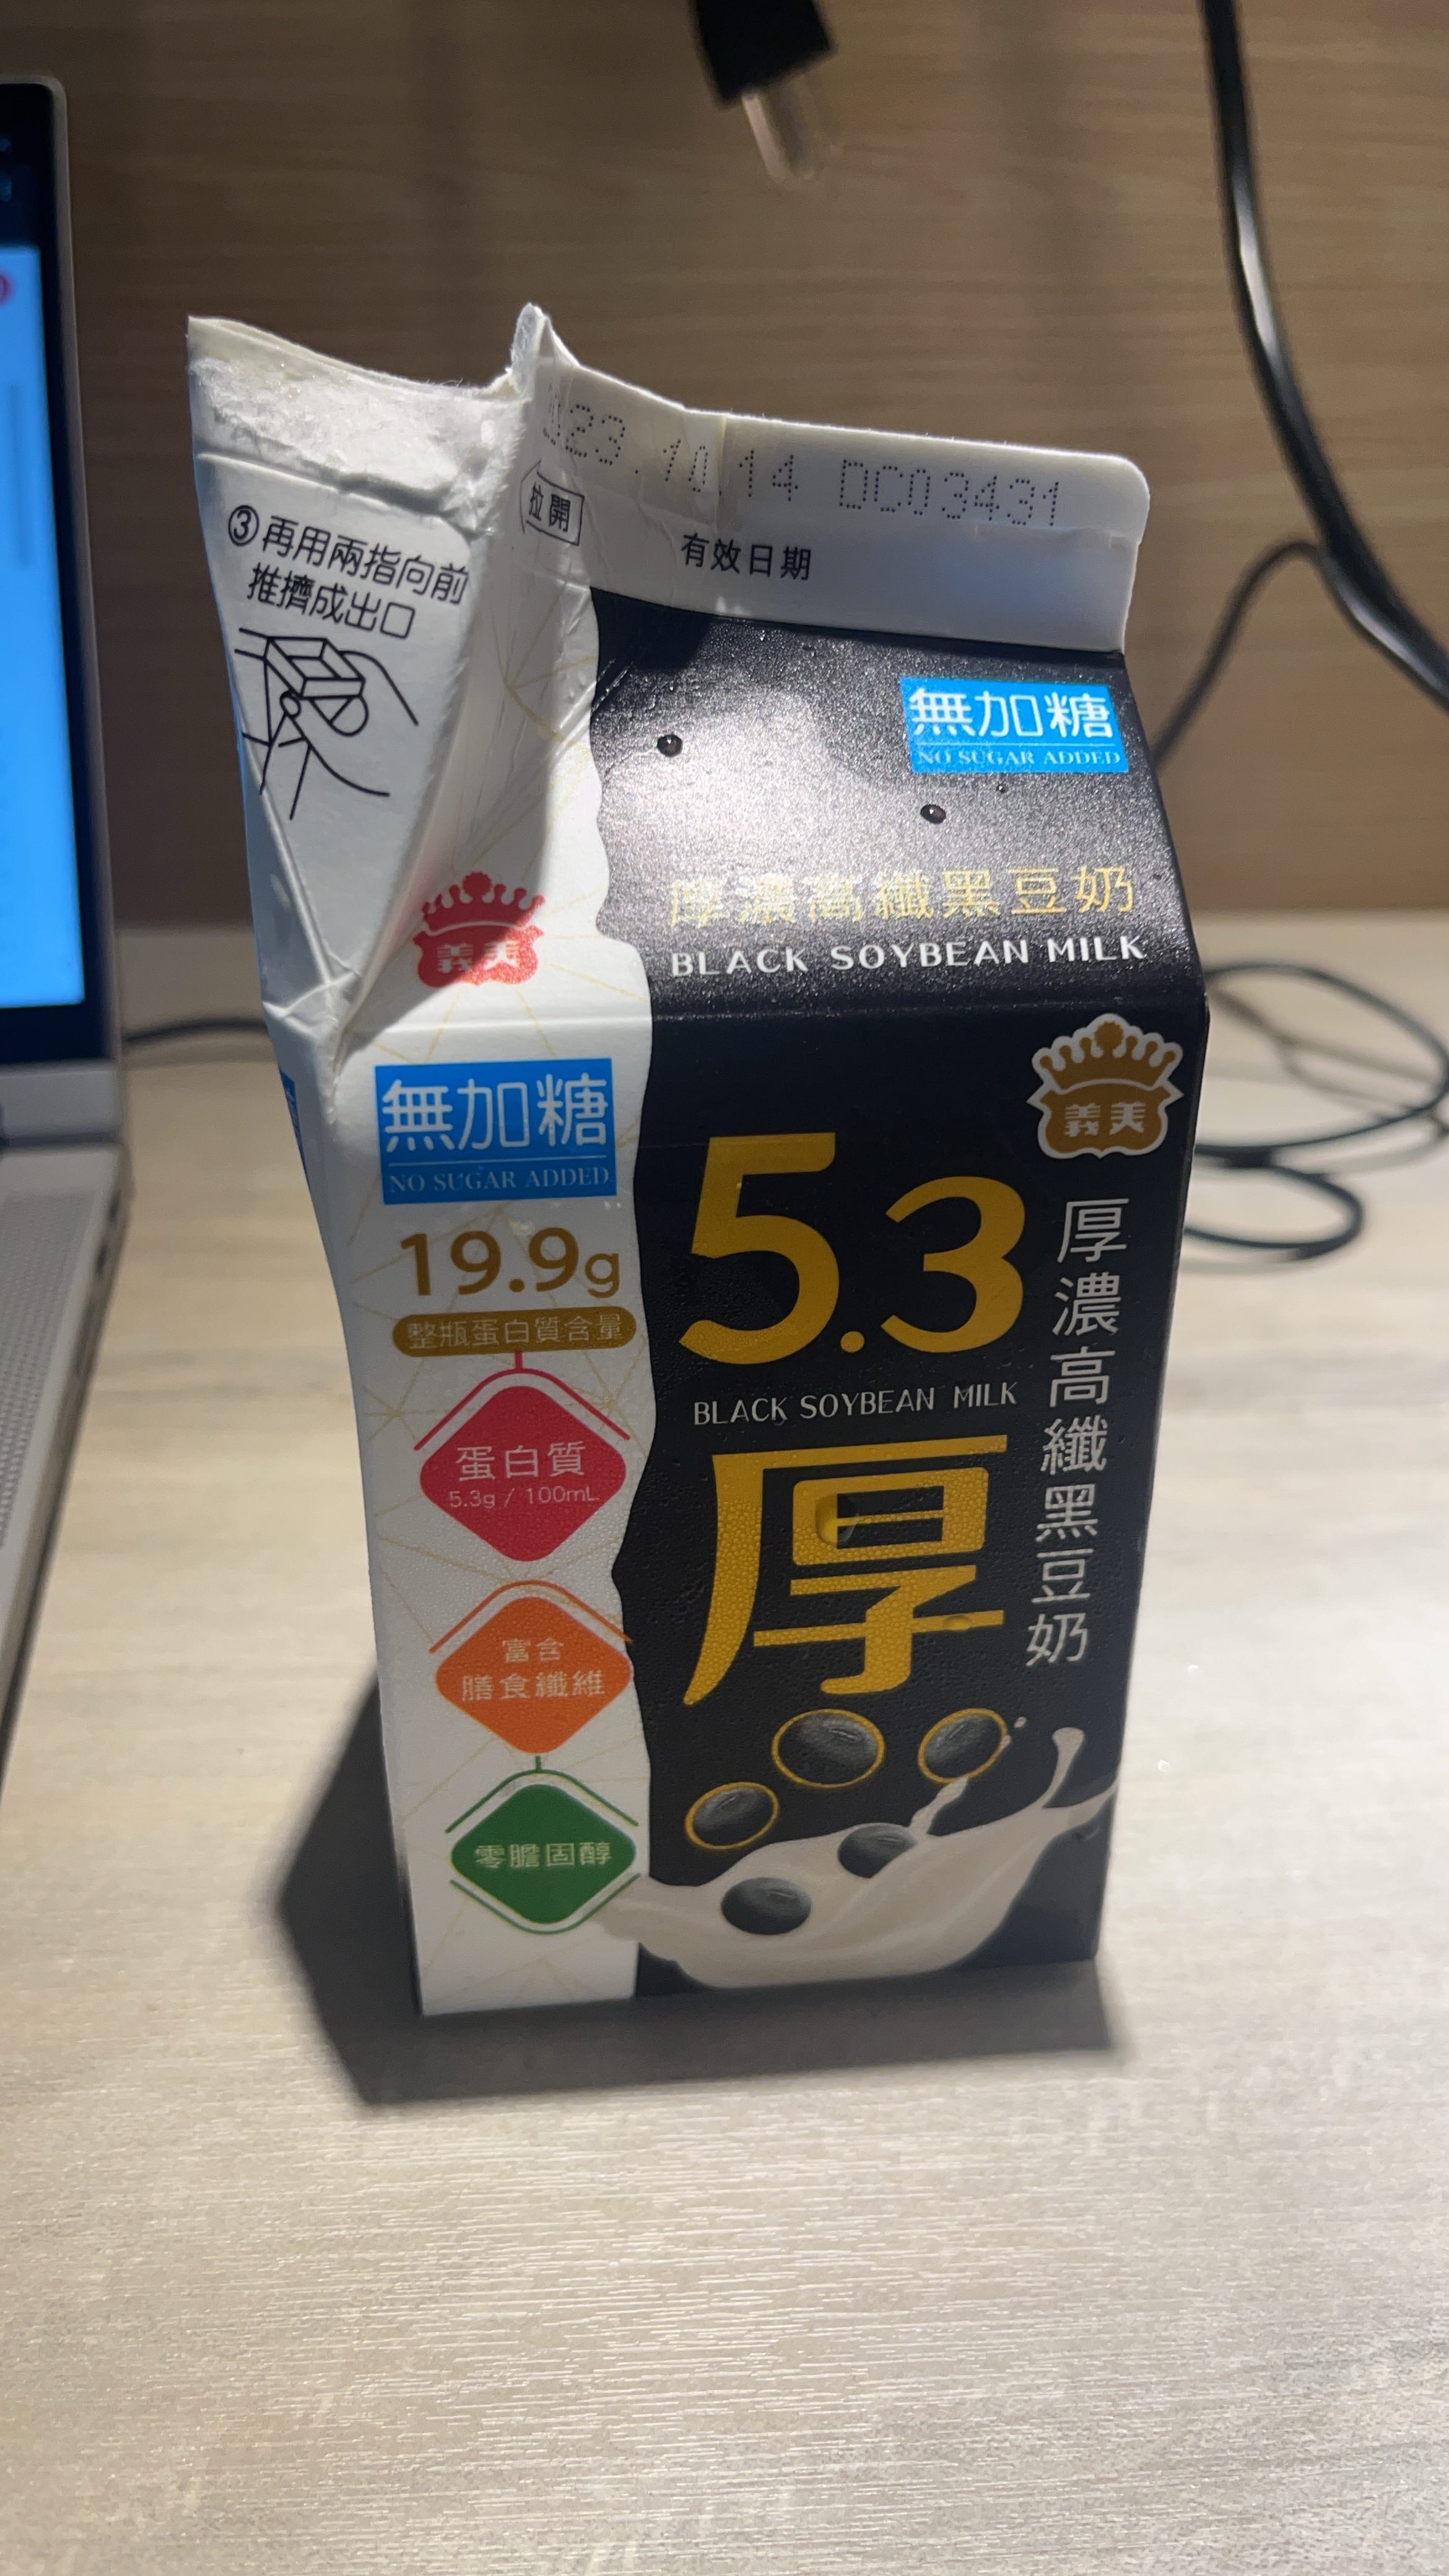 2023.10.14 DC03431
拉開
有效日期
③再用兩指向前
推擠成出口
無加糖
NO SUGAR ADDED
厚濃高纖黑豆奶
BLACK SOYBEAN MILK
義美
義美
無加糖
NO SUGAR ADDED
19.9g
整瓶蛋白質含量
蛋白質
5.3g / 100mL
富含
膳食纖維
零膽固醇
5.3
BLACK SOYBEAN MILK
厚
厚濃高纖黑豆奶